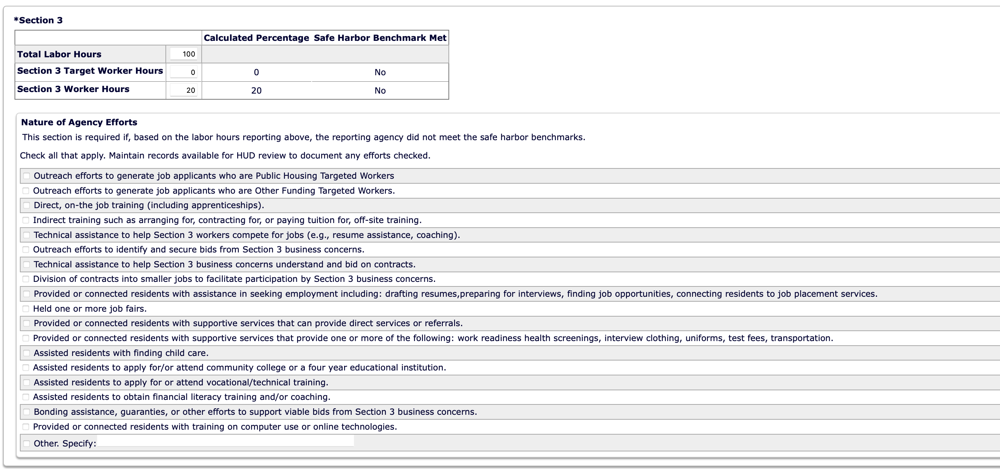 *Section 3
Calculated Percentage Safe Harbor Benchmark Met
Total Labor Hours 100
Section 3 Target Worker Hours 0 0 No
Section 3 Worker Hours 20 20 No
Nature of Agency Efforts
This section is required if, based on the labor hours reporting above, the reporting agency did not meet the safe harbor benchmarks.
Check all that apply. Maintain records available for HUD review to document any efforts checked.
Outreach efforts to generate job applicants who are Public Housing Targeted Workers
Outreach efforts to generate job applicants who are Other Funding Targeted Workers.
Direct, on-the job training (including apprenticeships).
Indirect training such as arranging for, contracting for, or paying tuition for, off-site training.
Technical assistance to help Section 3 workers compete for jobs (e.g., resume assistance, coaching).
Outreach efforts to identify and secure bids from Section 3 business concerns.
Technical assistance to help Section 3 business concerns understand and bid on contracts.
Division of contracts into smaller jobs to facilitate participation by Section 3 business concerns.
Provided or connected residents with assistance in seeking employment including: drafting resumes,preparing for interviews, finding job opportunities, connecting residents to job placement services.
Held one or more job fairs.
Provided or connected residents with supportive services that can provide direct services or referrals.
Provided or connected residents with supportive services that provide one or more of the following: work readiness health screenings, interview clothing, uniforms, test fees, transportation.
Assisted residents with finding child care.
Assisted residents to apply for/or attend community college or a four year educational institution.
Assisted residents to apply for or attend vocational/technical training.
Assisted residents to obtain financial literacy training and/or coaching.
Bonding assistance, guaranties, or other efforts to support viable bids from Section 3 business concerns.
Provided or connected residents with training on computer use or online technologies.
Other. Specify: